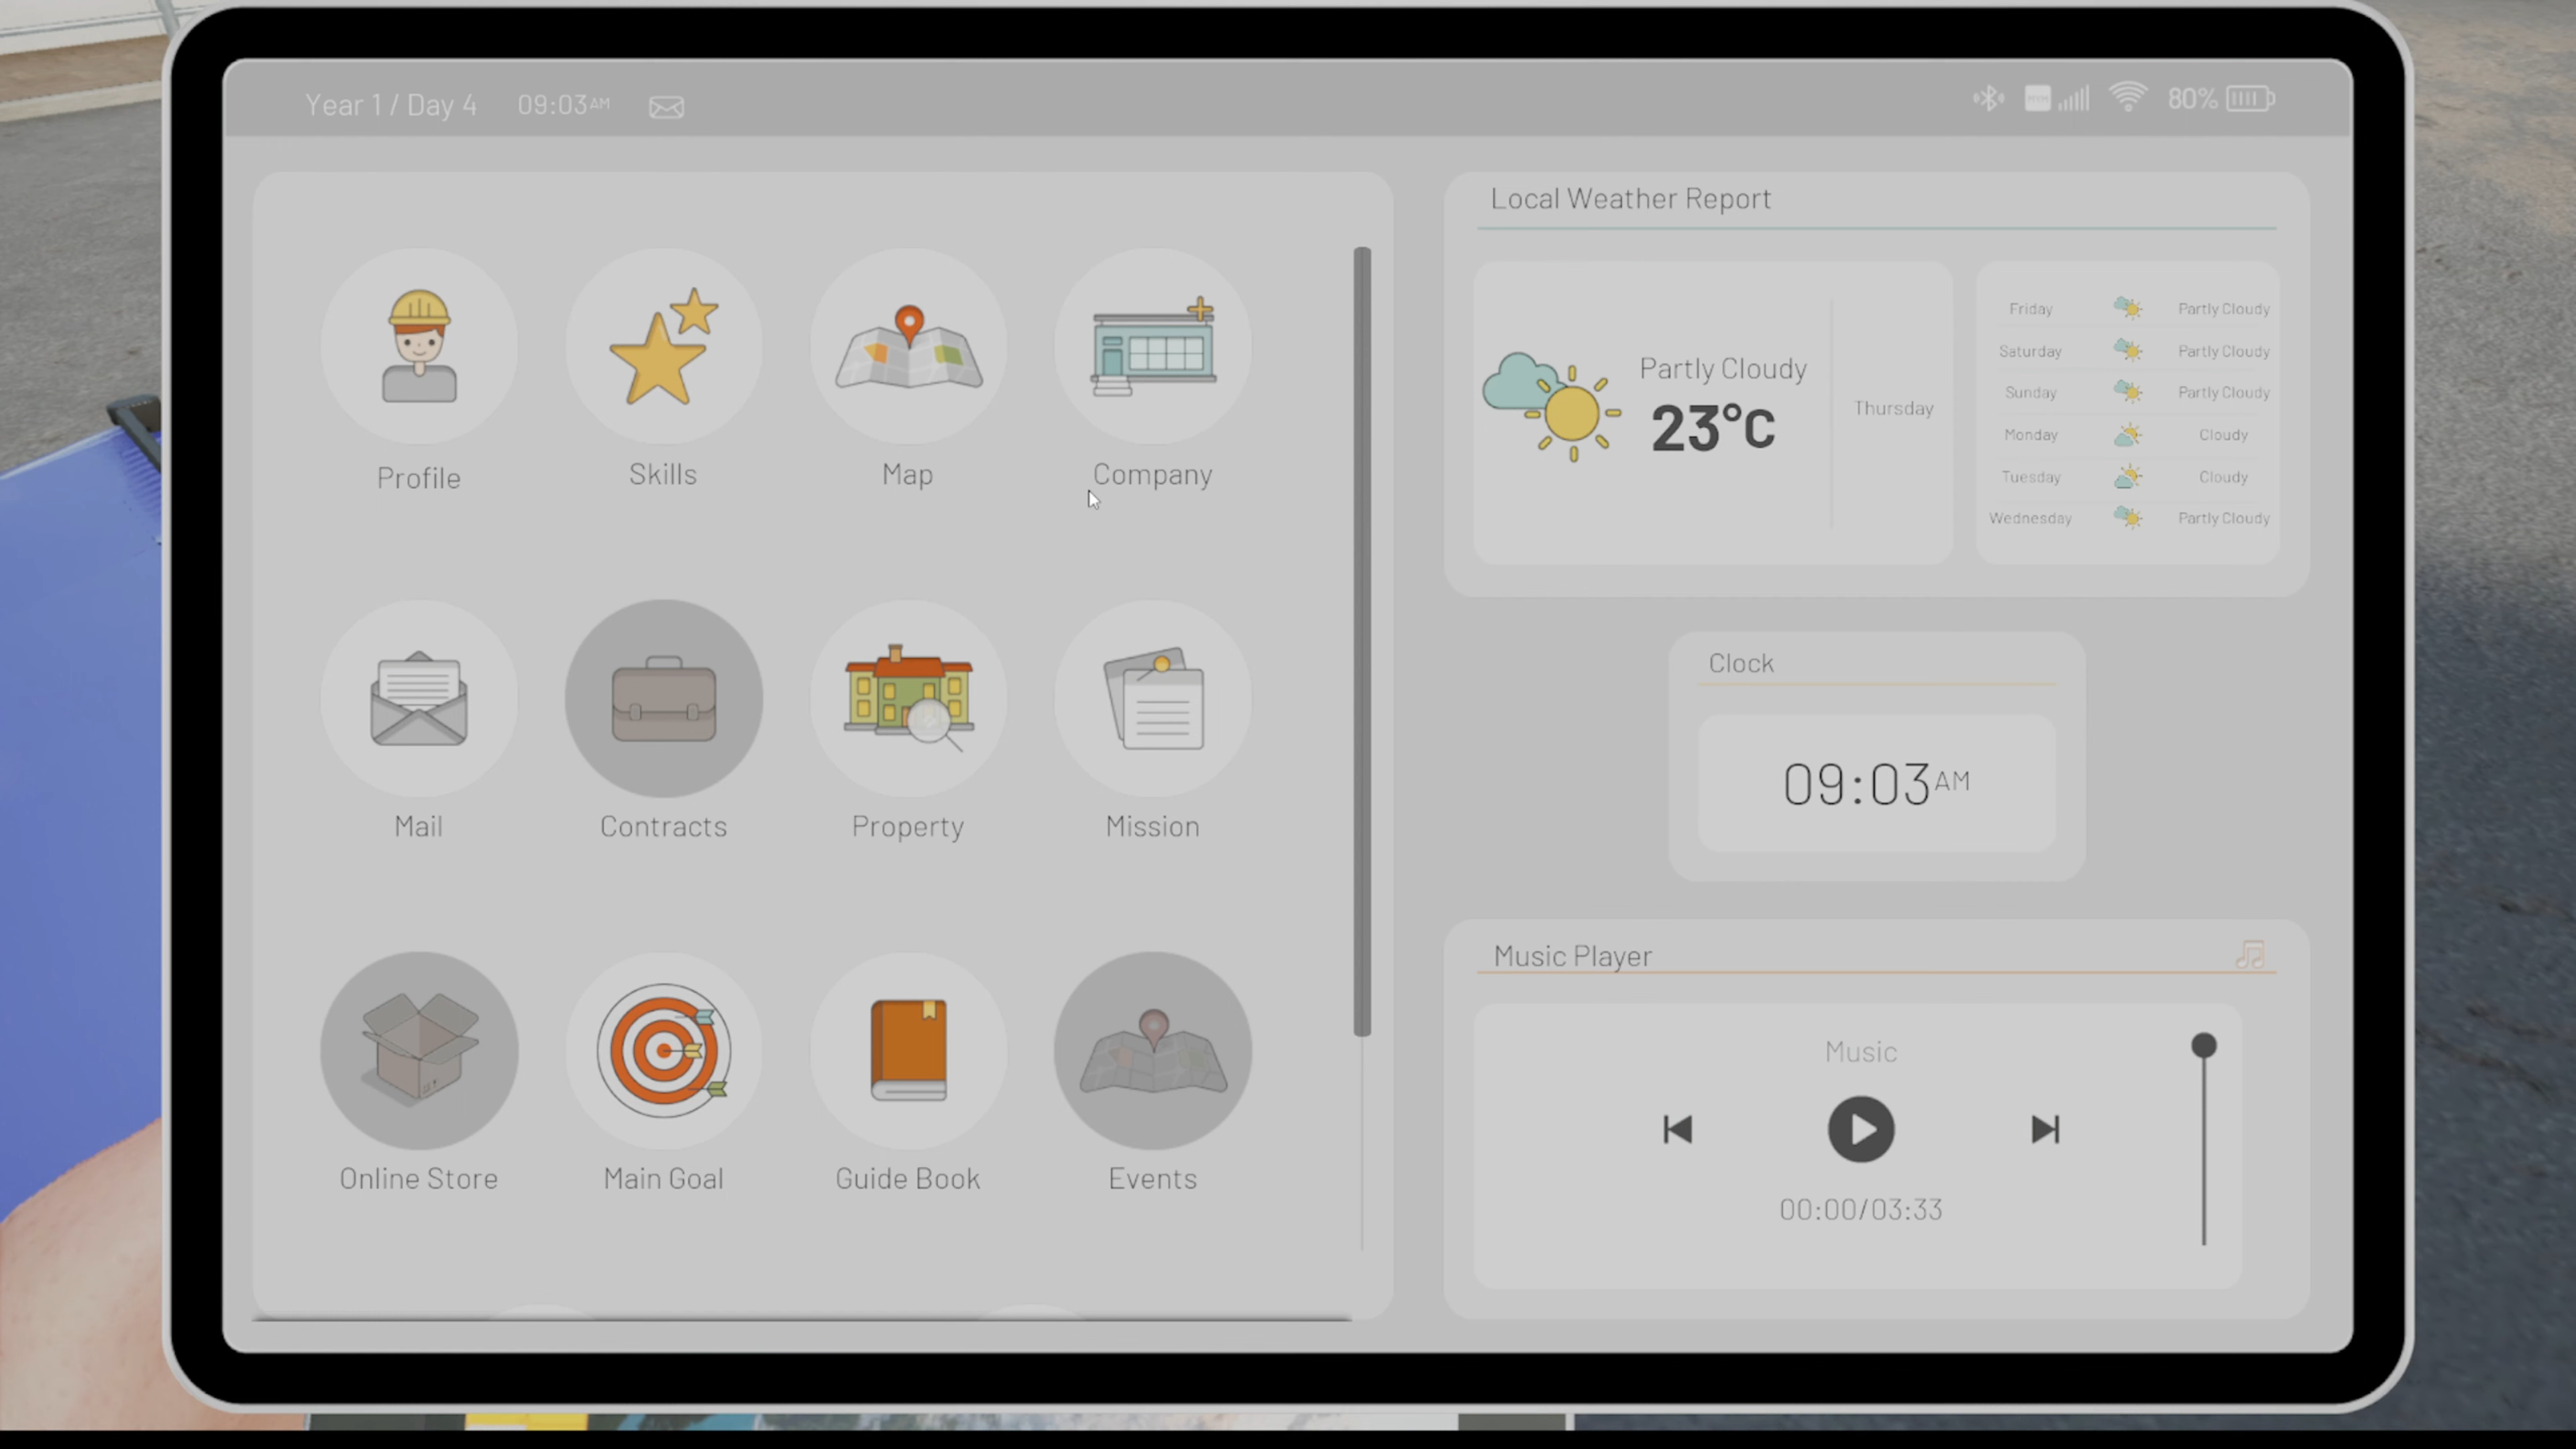 Year 1 / Day 4 09:03AM
80%
Profile
Skills
Map
Company
Mail
Contracts
Property
Mission
Online Store
Main Goal
Guide Book
Events
Local Weather Report
Partly Cloudy
23°C
Thursday
Friday Partly Cloudy
Saturday Partly Cloudy
Sunday Partly Cloudy
Monday Cloudy
Tuesday Cloudy
Wednesday Partly Cloudy
Clock
09:03AM
Music Player
Music
00:00/03:33